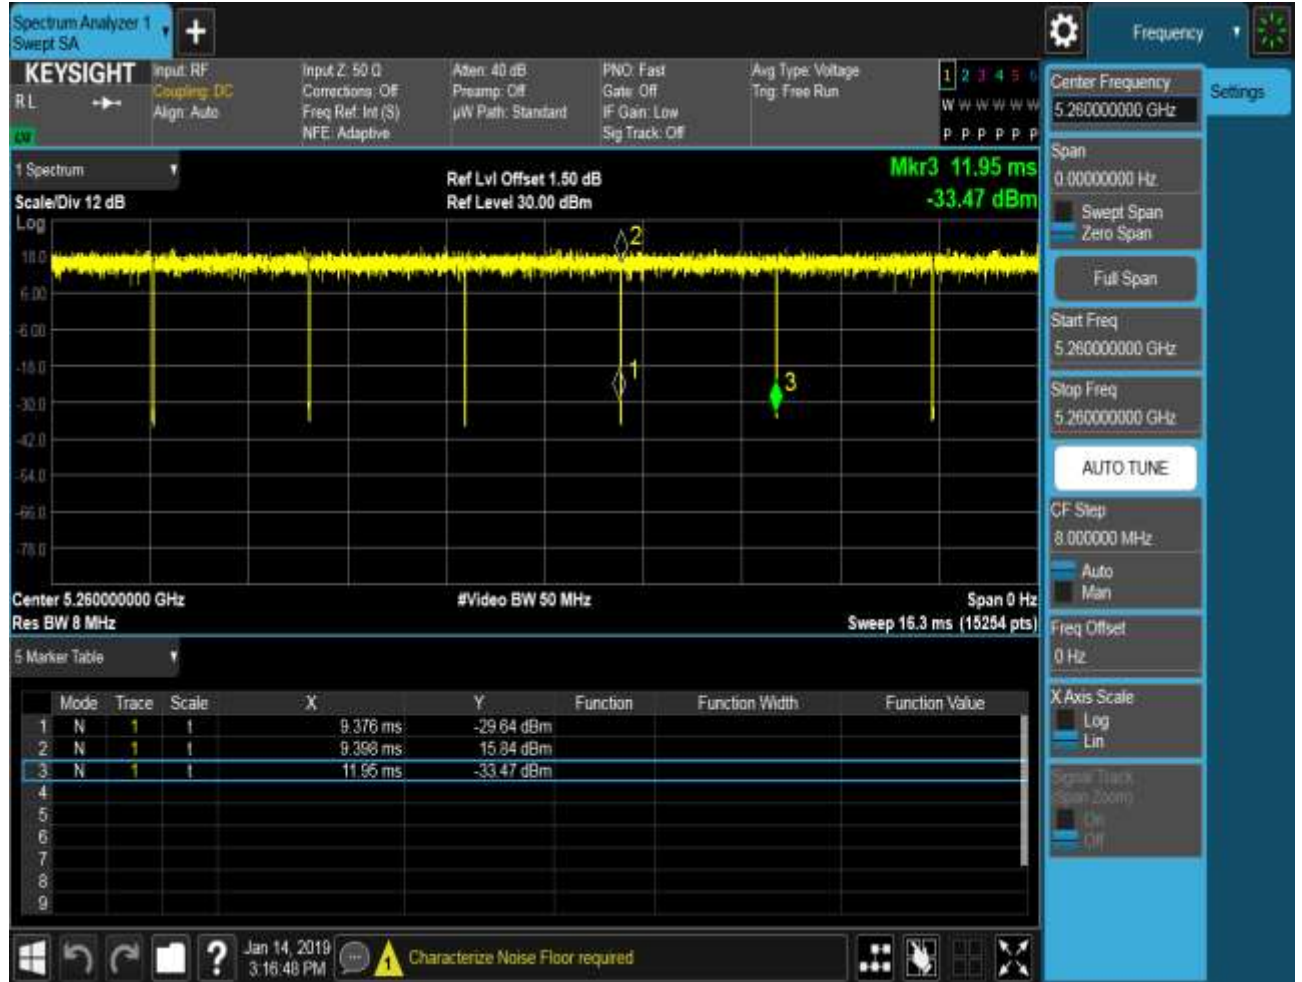 Spectrum Analyzer 1
Swept SA
Frequency
KEYSIGHT
RL
Input: RF
Coupling: DC
Align: Auto
Input Z: 50 Ω
Corrections: Off
Freq Ref: Int (S)
NFE: Adaptive
Atten: 40 dB
Preamp: Off
µW Path: Standard
PNO: Fast
Gate: Off
IF Gain: Low
Sig Track: Off
Avg Type: Voltage
Trig: Free Run
1 2 3 4 5 6
W W W W W W
P P P P P P
1 Spectrum
Scale/Div 12 dB
Ref Lvl Offset 1.50 dB
Ref Level 30.00 dBm
Mkr3 11.95 ms
-33.47 dBm
Log
18.0
6.00
-6.00
-18.0
-30.0
-42.0
-54.0
-66.0
-78.0
2
1
3
Center 5.260000000 GHz
#Video BW 50 MHz
Span 0 Hz
Res BW 8 MHz
Sweep 16.3 ms (15254 pts)
5 Marker Table
Mode Trace Scale X Y Function Function Width Function Value
1 N 1 t 9.376 ms -29.64 dBm
2 N 1 t 9.398 ms 15.84 dBm
3 N 1 t 11.95 ms -33.47 dBm
4
5
6
7
8
9
Jan 14, 2019
3:16:48 PM
1
Characterize Noise Floor required
Center Frequency
5.260000000 GHz
Settings
Span
0.00000000 Hz
Swept Span
Zero Span
Full Span
Start Freq
5.260000000 GHz
Stop Freq
5.260000000 GHz
AUTO TUNE
CF Step
8.000000 MHz
Auto
Man
Freq Offset
0 Hz
X Axis Scale
Log
Lin
Signal Track
(Span Zoom)
On
Off